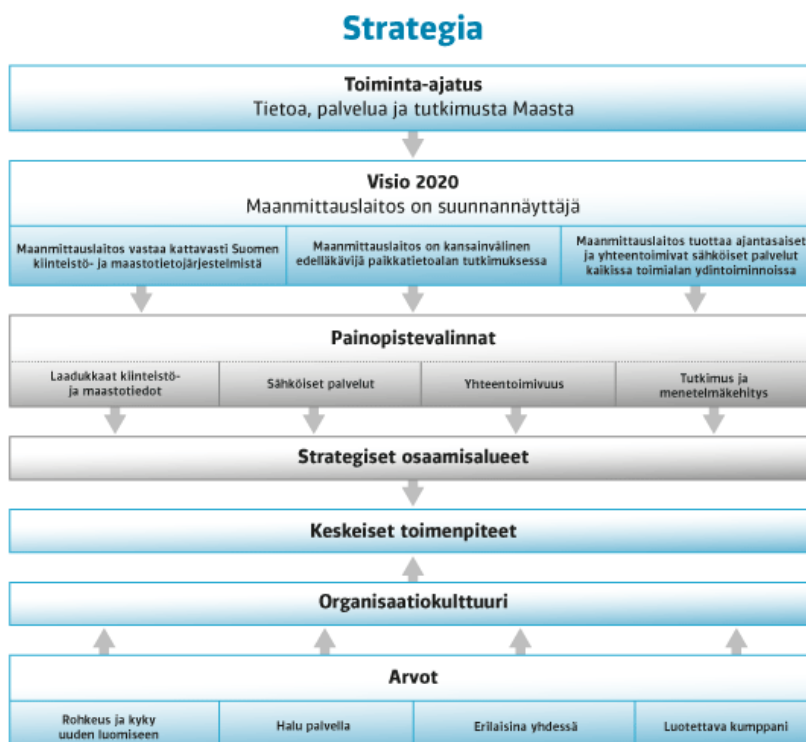 Strategia
Toiminta-ajatus
Tietoa, palvelua ja tutkimusta Maasta
Visio 2020
Maanmittauslaitos on suunnannäyttäjä
Maanmittauslaitos vastaa kattavasti Suomen
kiinteistö- ja maastotietojärjestelmistä
Maanmittauslaitos on kansainvälinen
edelläkävijä paikkatietoalan tutkimuksessa
Maanmittauslaitos tuottaa ajantasaiset
ja yhteentoimivat sähköiset palvelut
kaikissa toimialan ydintoiminnoissa
Painopistevalinnat
Laadukkaat kiinteistö-
ja maastotiedot
Sähköiset palvelut
Yhteentoimivuus
Tutkimus ja
menetelmäkehitys
Strategiset osaamisalueet
Keskeiset toimenpiteet
Organisaatiokulttuuri
Arvot
Rohkeus ja kyky
uuden luomiseen
Halu palvella
Erilaisina yhdessä
Luotettava kumppani